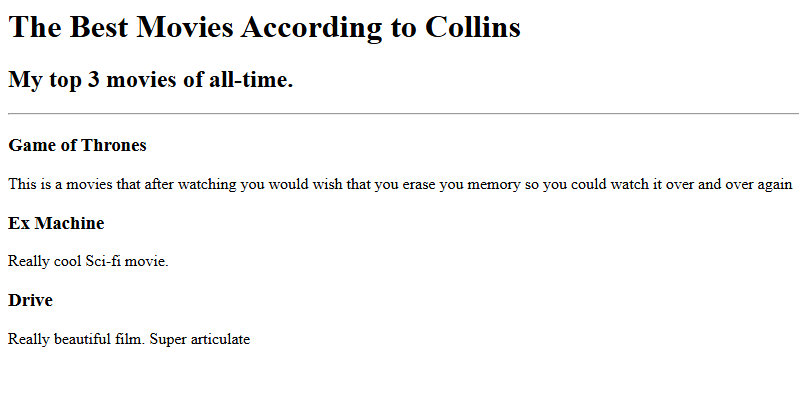 The Best Movies According to Collins
My top 3 movies of all-time.
Game of Thrones
This is a movies that after watching you would wish that you erase you memory so you could watch it over and over again
Ex Machine
Really cool Sci-fi movie.
Drive
Really beautiful film. Super articulate